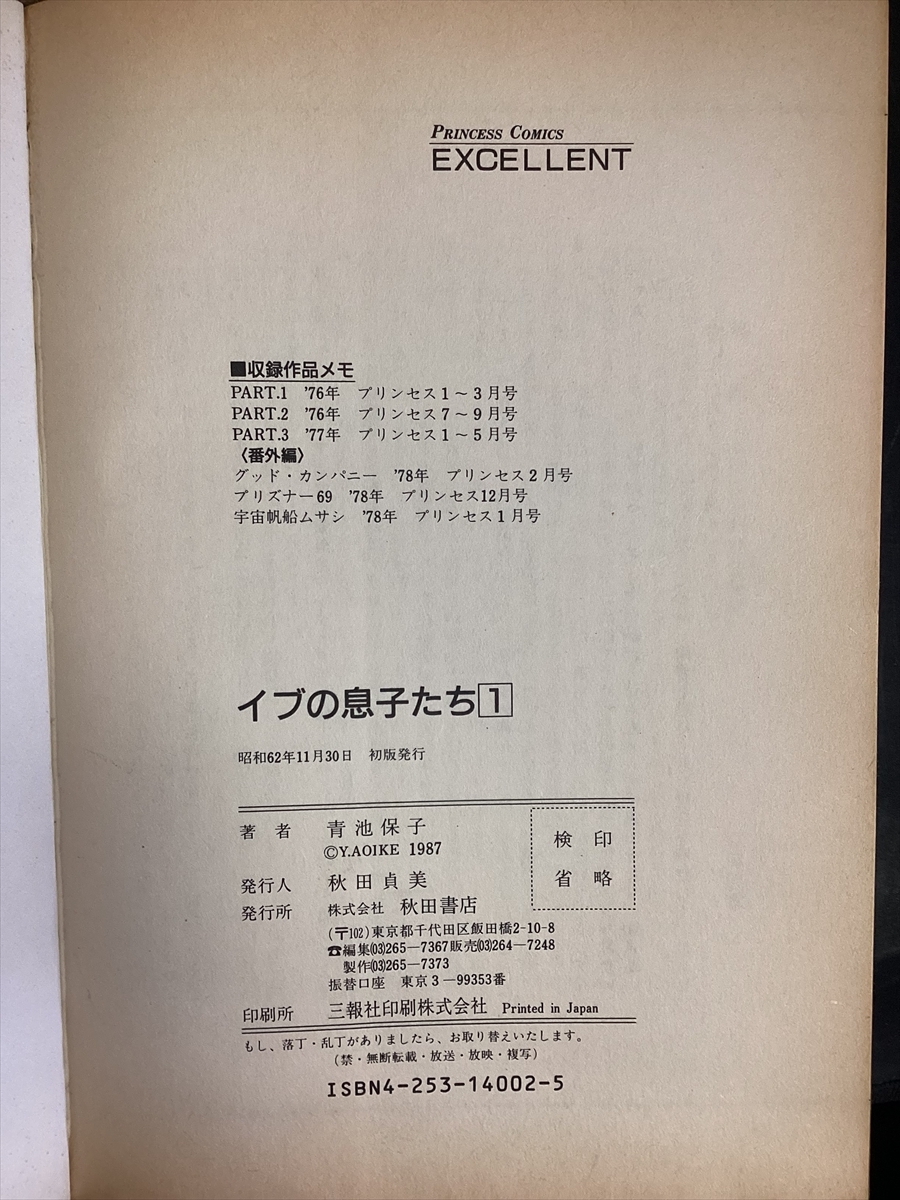 PRINCESS COMICS
EXCELLENT
■収録作品メモ
PART.1 '76年 プリンセス1～3月号
PART.2 '76年 プリンセス7～9月号
PART.3 '77年 プリンセス1～5月号
〈番外編〉
グッド・カンパニー '78年 プリンセス2月号
プリズナー69 '78年 プリンセス12月号
宇宙帆船ムサシ '78年 プリンセス1月号
イブの息子たち1
昭和62年11月30日 初版発行
著者 青池保子
©Y.AOIKE 1987
検印
省略
発行人 秋田貞美
発行所 株式会社 秋田書店
(〒102)東京都千代田区飯田橋2-10-8
☎編集(03)265―7367販売(03)264―7248
製作(03)265―7373
振替口座 東京3―99353番
印刷所 三報社印刷株式会社 Printed in Japan
もし、落丁・乱丁がありましたら、お取り替えいたします。
(禁・無断転載・放送・放映・複写)
ISBN4-253-14002-5